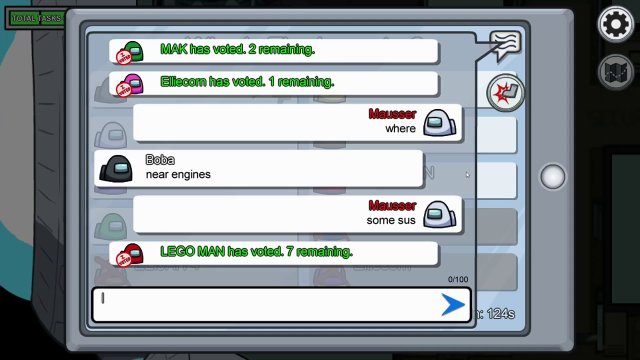 TOTAL TASKS
MAK has voted. 2 remaining.
Elliecom has voted. 1 remaining.
Mausser
where
Boba
near engines
Mausser
some sus
LEGO MAN has voted. 7 remaining.
0/100
124s